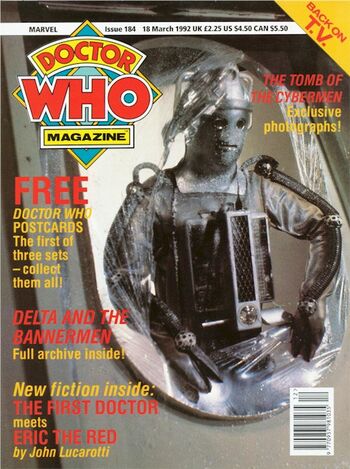 MARVEL
Issue 184 18 March 1992 UK £2.25 US $4.50 CAN $5.50
BACK ON
T.V.
DOCTOR
WHO
MAGAZINE
THE TOMB OF
THE CYBERMEN
Exclusive
photographs!
FREE
DOCTOR WHO
POSTCARDS
The first of
three sets
– collect
them all!
DELTA AND THE
BANNERMEN
Full archive inside!
New fiction inside:
THE FIRST DOCTOR
meets
ERIC THE RED
by John Lucarotti